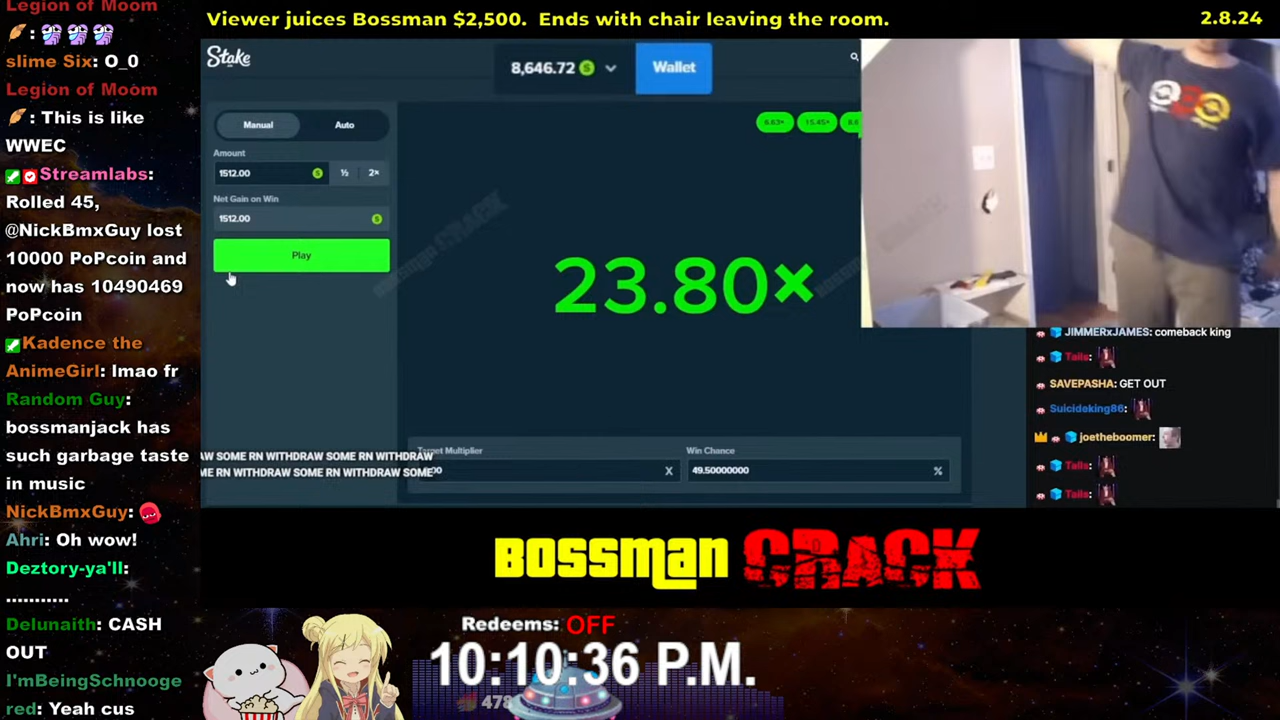 Legion of Moom
:
slime Six: O_0
Legion of Moom
: This is like
WWEC
Streamlabs:
Rolled 45,
@NickBmxGuy lost
10000 PoPcoin and
now has 10490469
PoPcoin
Kadence the
AnimeGirl: lmao fr
Random Guy:
bossmanjack has
such garbage taste
in music
NickBmxGuy:
Ahri: Oh wow!
Deztory-ya'll:
...........
Delunaith: CASH
OUT
I'mBeingSchnooge
red: Yeah cus
Viewer juices Bossman $2,500. Ends with chair leaving the room.
2.8.24
Stake
8,646.72
Wallet
Manual
Auto
Amount
1512.00
½
2×
Net Gain on Win
1512.00
Play
15.45×
Bossman CRACK
23.80×
Target Multiplier
Win Chance
X
49.50000000
%
AW SOME RN WITHDRAW SOME RN WITHDRAW
ME RN WITHDRAW SOME RN WITHDRAW SOME
JIMMERxJAMES: comeback king
Tails:
SAVEPASHA: GET OUT
Suicideking86:
joetheboomer:
Tails:
Tails:
BOSSMAN CRACK
Redeems: OFF
10:10:36 P.M.
478